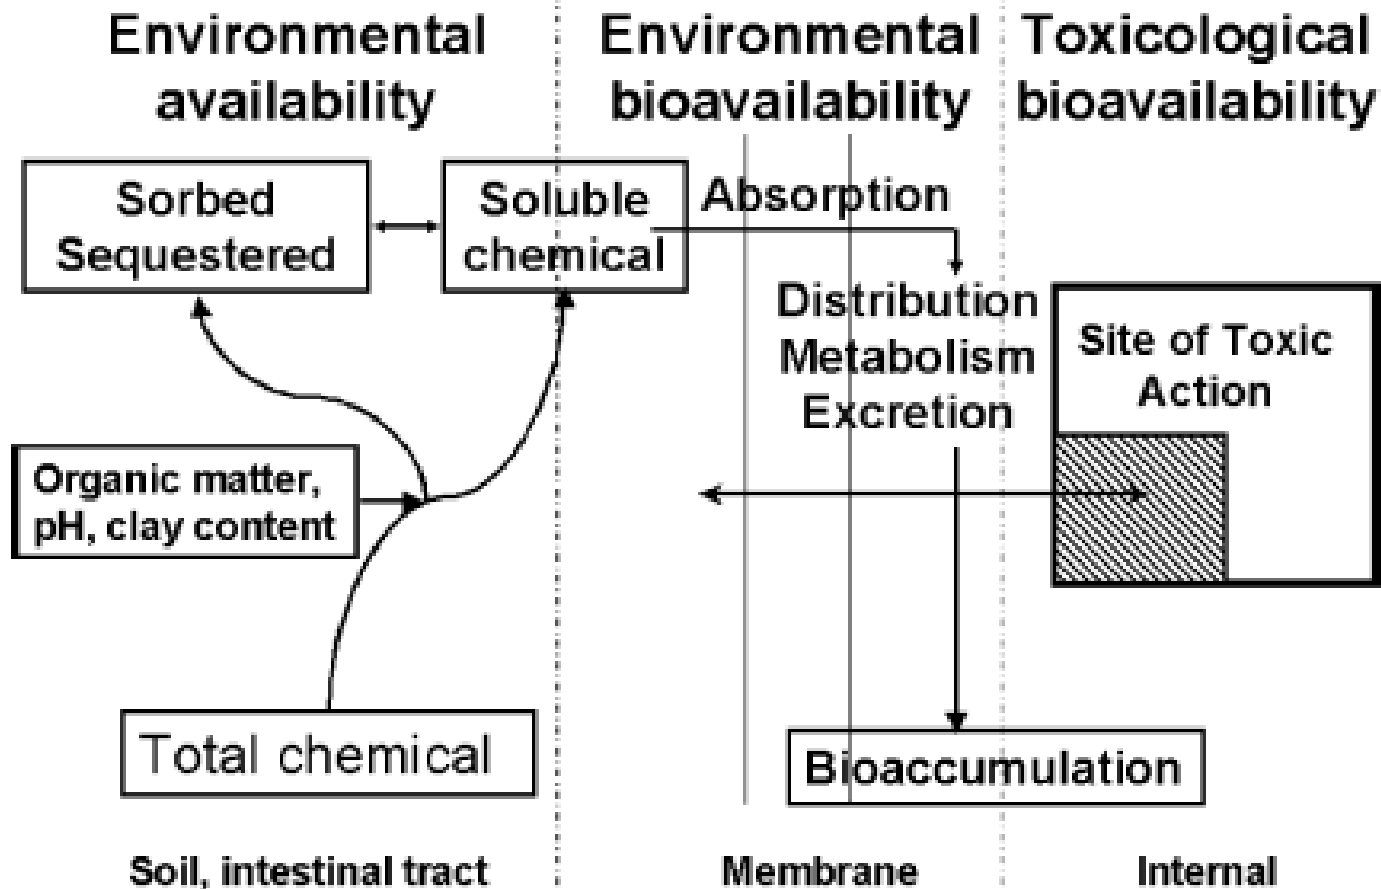 Environmental
availability
Environmental
bioavailability
Toxicological
bioavailability
Sorbed
Sequestered
Soluble
chemical
Absorption
Distribution
Metabolism
Excretion
Site of Toxic
Action
Organic matter,
pH, clay content
Total chemical
Bioaccumulation
Soil, intestinal tract
Membrane
Internal